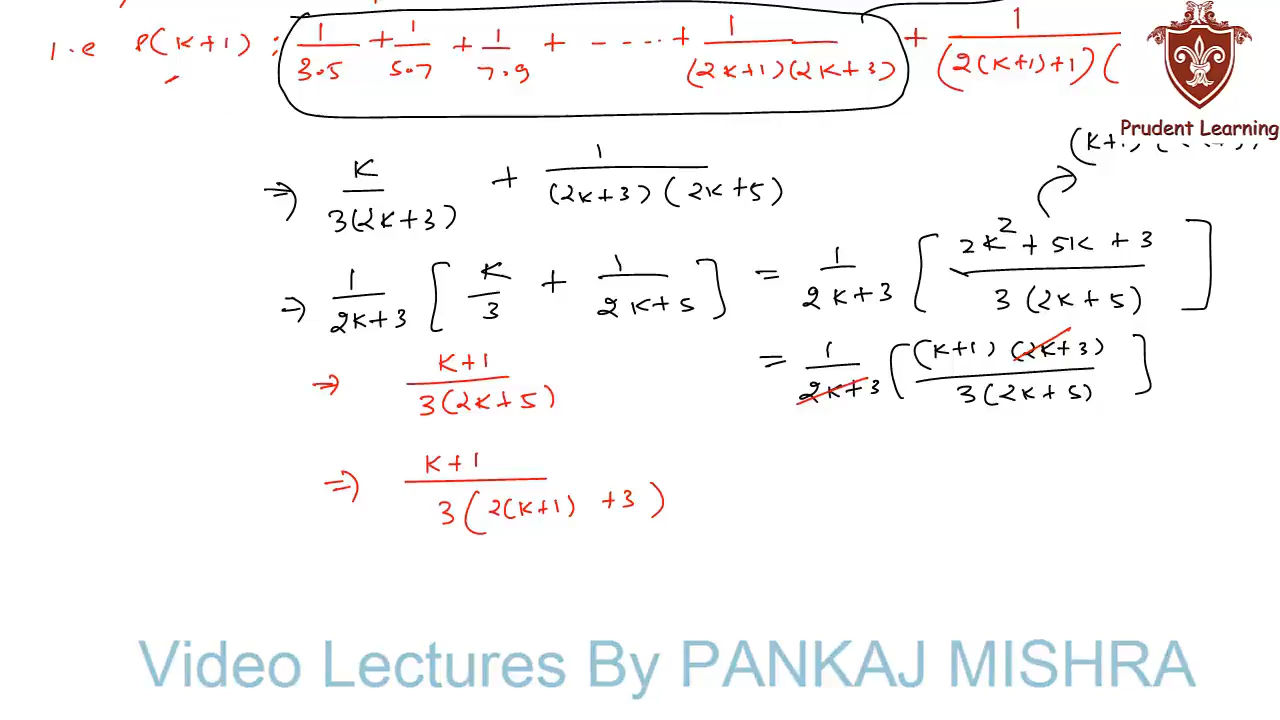 i.e P(K+1) : 1/3.5 + 1/5.7 + 1/7.9 + ----- + 1/(2K+1)(2K+3) + 1/(2(K+1)+1)(
Prudent Learning
⇒ K/3(2K+3) + 1/(2K+3)(2K+5)
⇒ 1/2K+3 [ K/3 + 1/2K+5 ] = 1/2K+3 [ 2K² + 5K + 3 / 3(2K+5) ]
= 1/2K+3 [ (K+1)(2K+3) / 3(2K+5) ]
⇒ K+1 / 3(2K+5)
⇒ K+1 / 3(2(K+1) +3)
Video Lectures By PANKAJ MISHRA